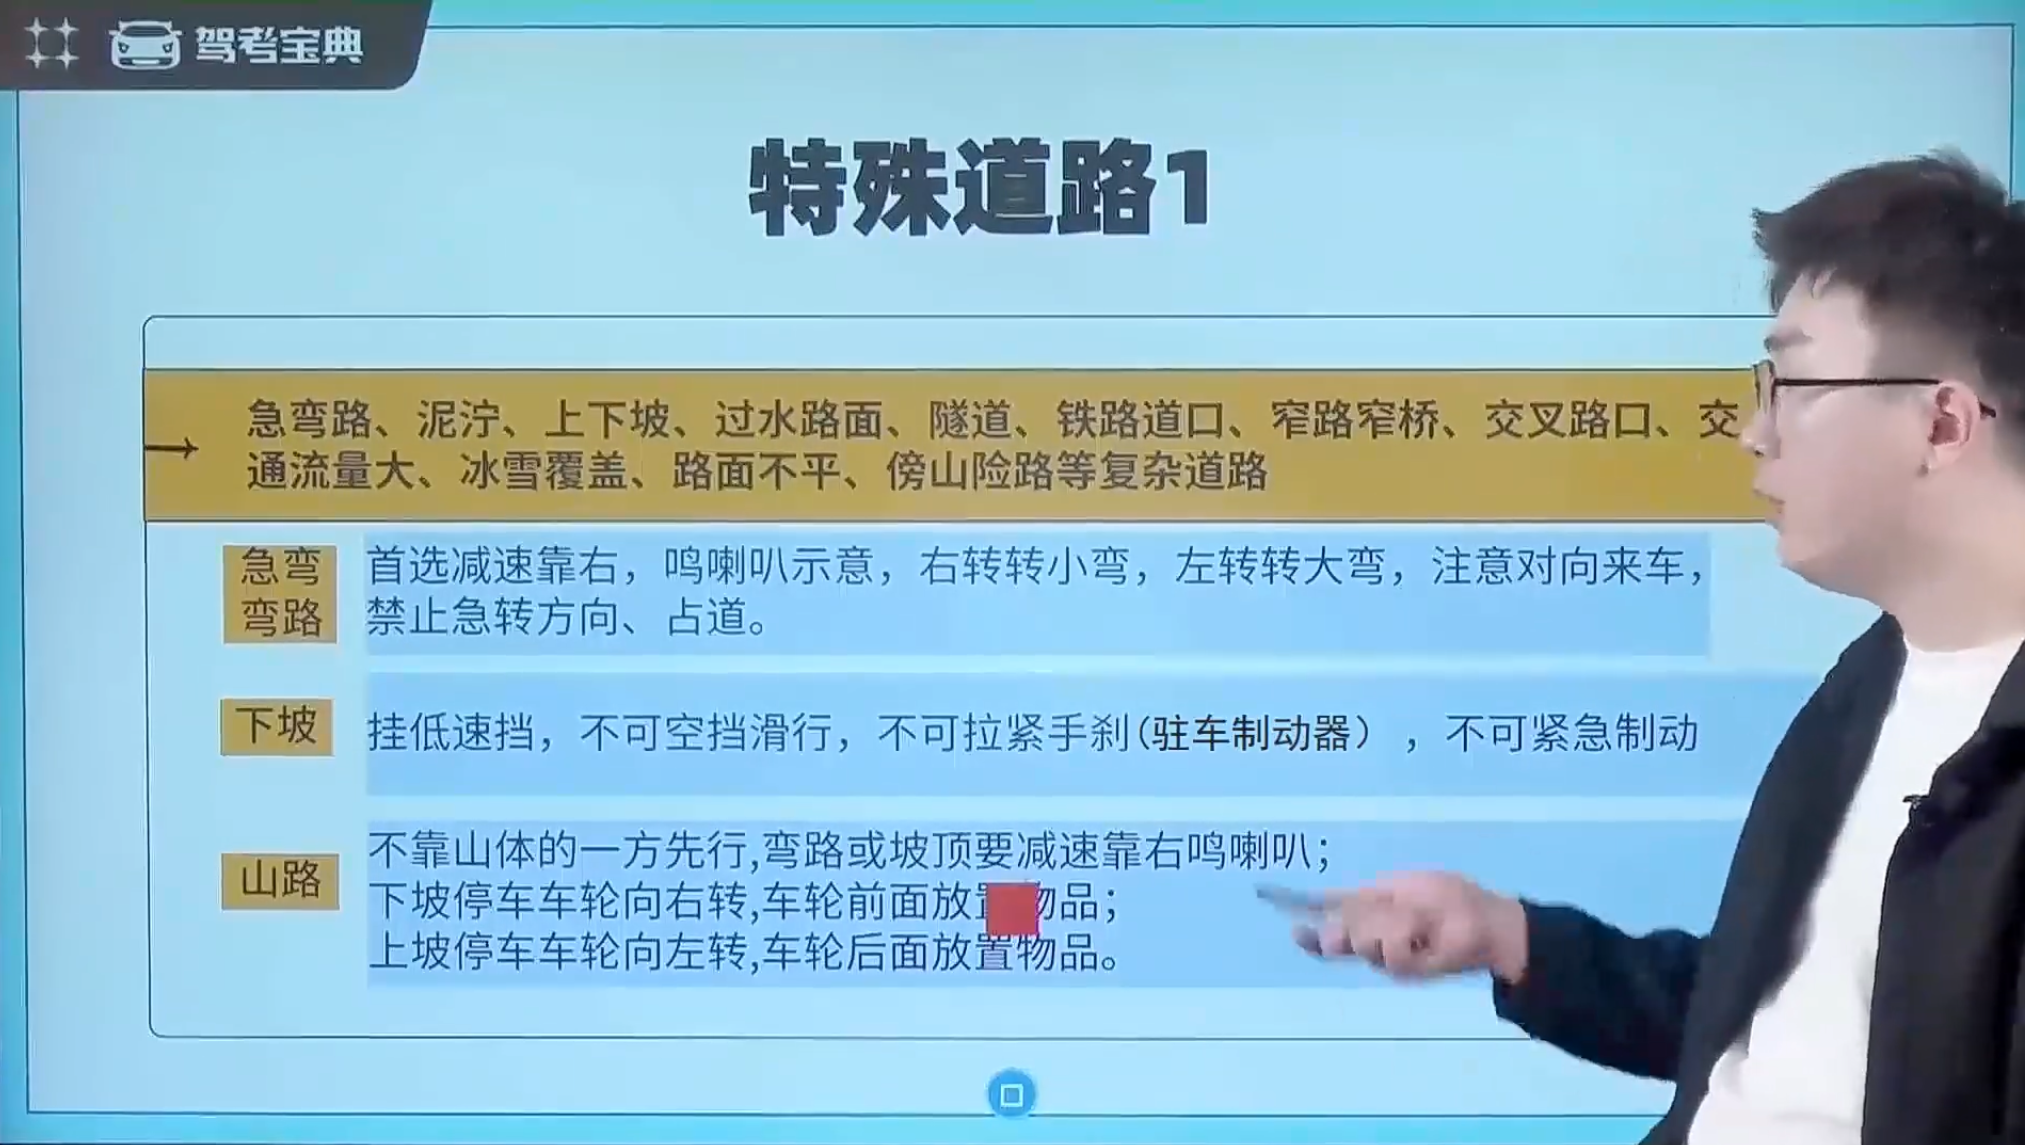 驾考宝典
特殊道路1
急弯路、泥泞、上下坡、过水路面、隧道、铁路道口、窄路窄桥、交叉路口、交
通流量大、冰雪覆盖、路面不平、傍山险路等复杂道路
急弯
弯路
首选减速靠右，鸣喇叭示意，右转转小弯，左转转大弯，注意对向来车，
禁止急转方向、占道。
下坡
挂低速挡，不可空挡滑行，不可拉紧手刹(驻车制动器），不可紧急制动
山路
不靠山体的一方先行,弯路或坡顶要减速靠右鸣喇叭；
下坡停车车轮向右转,车轮前面放置物品；
上坡停车车轮向左转,车轮后面放置物品。